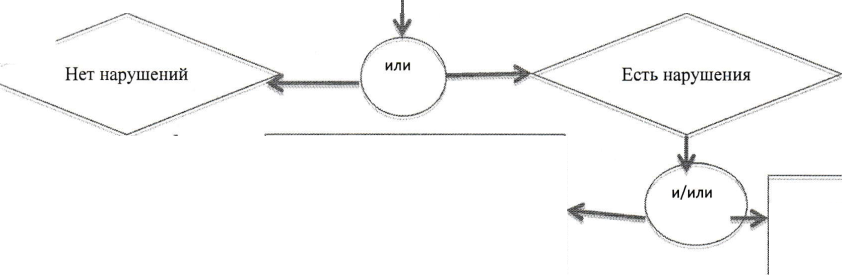 Нет нарушений
или
Есть нарушения
и/или